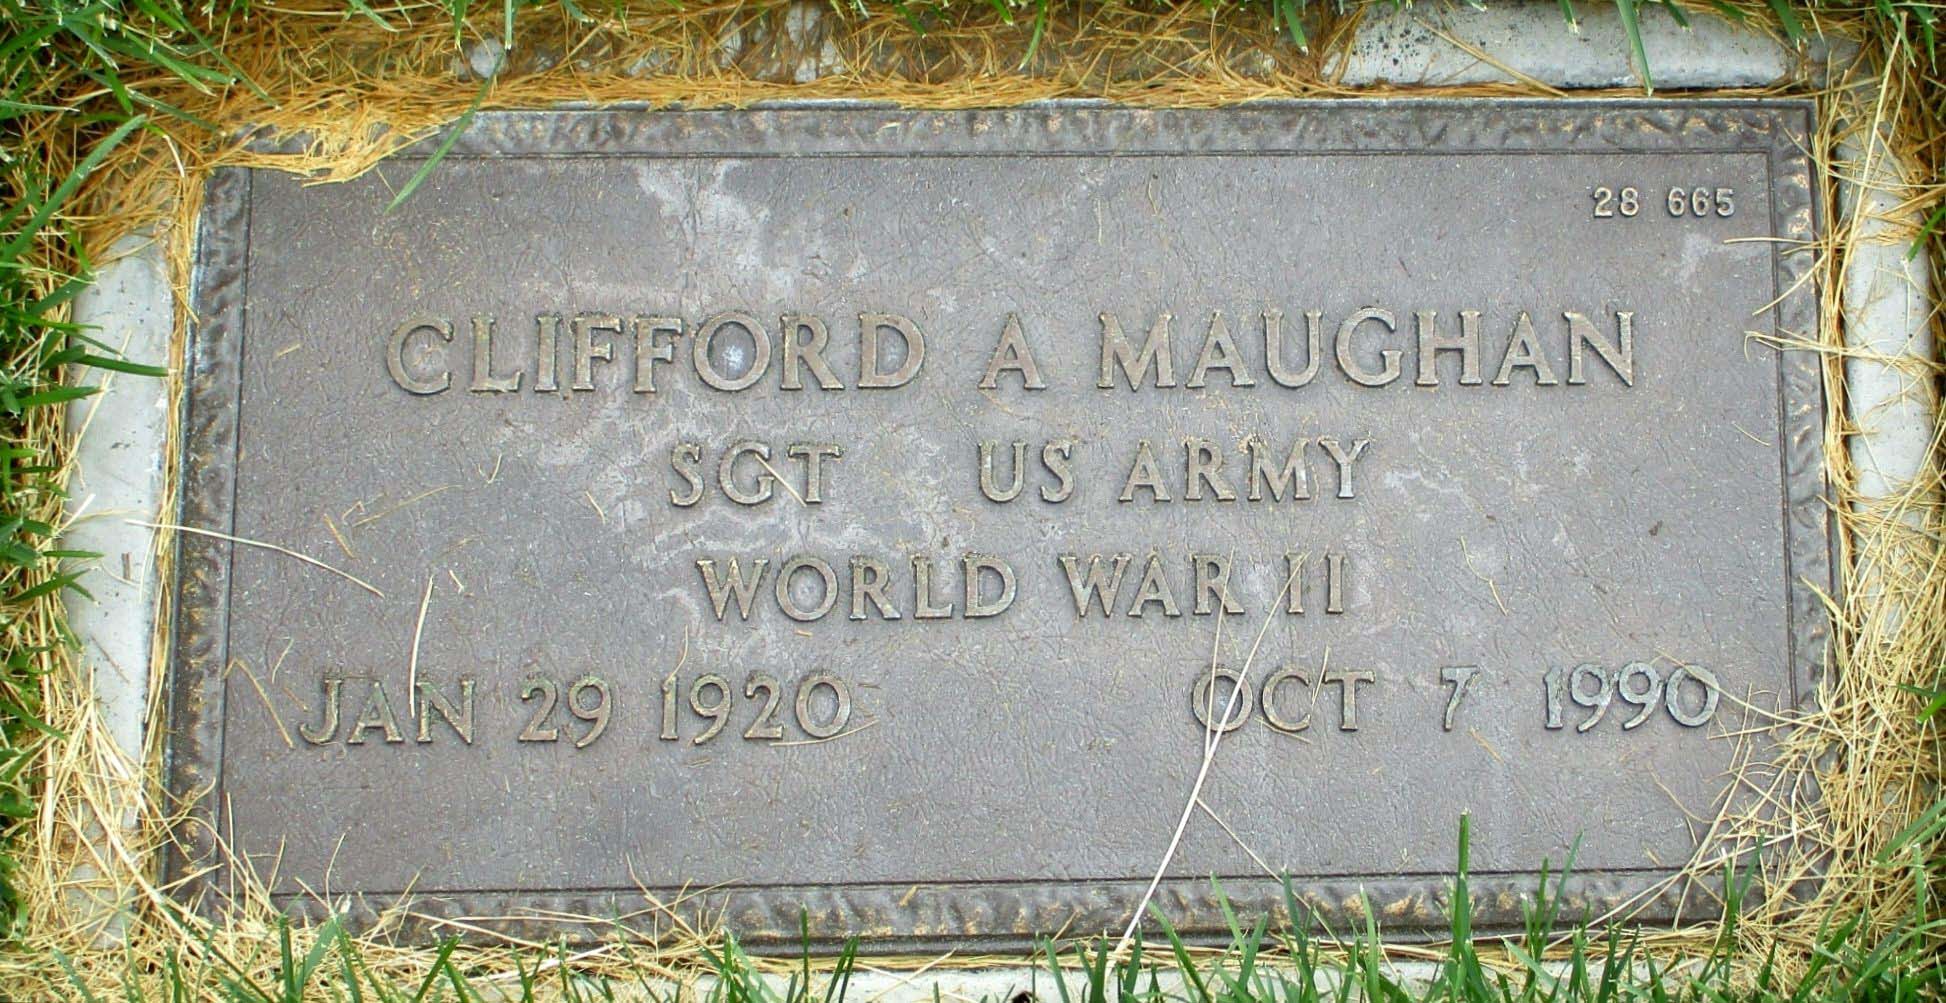 28 665
CLIFFORD A MAUGHAN
SGT US ARMY
WORLD WAR II
JAN 29 1920 OCT 7 1990